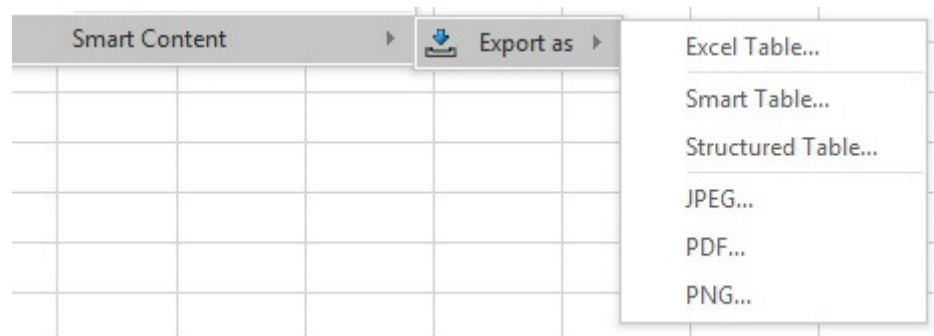 Smart Content
Export as
Excel Table...
Smart Table...
Structured Table...
JPEG...
PDF...
PNG...